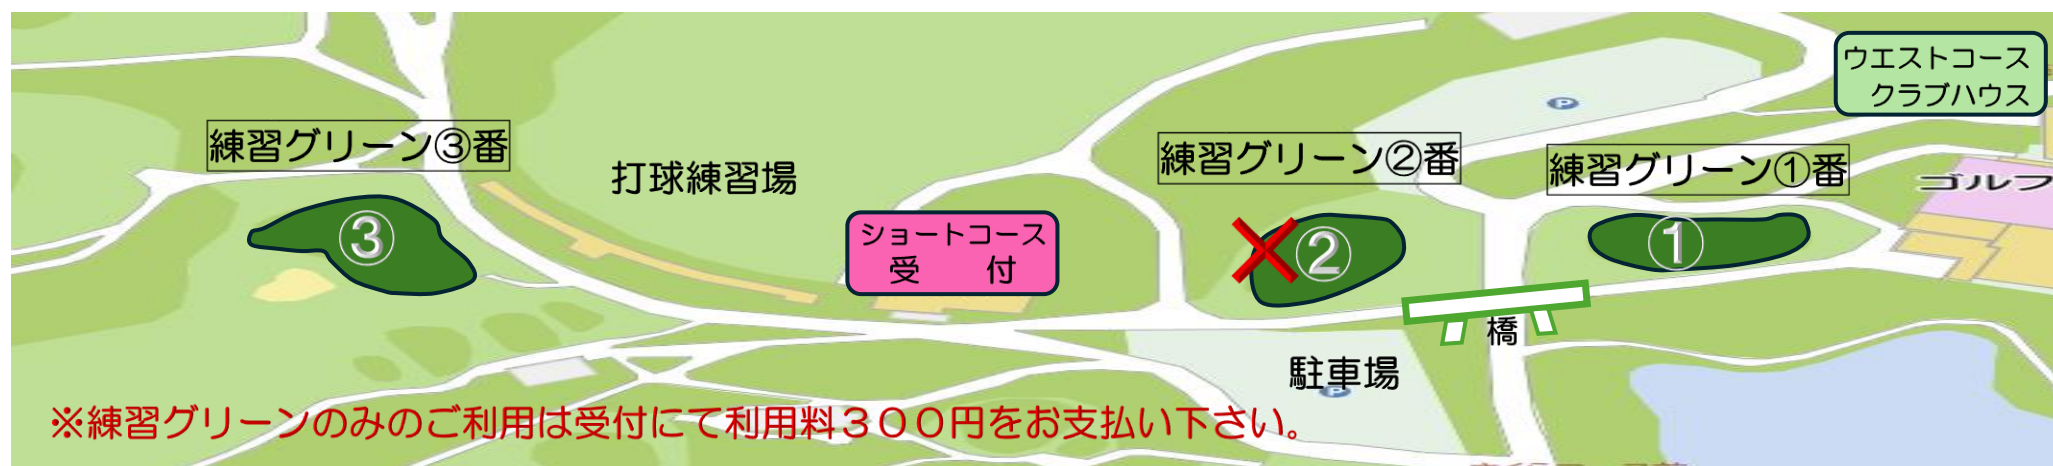 ウエストコース
クラブハウス
練習グリーン③番
練習グリーン②番
練習グリーン①番
打球練習場
ゴルフ
ショートコース
受　付
③
②
①
橋
駐車場
P
P
※練習グリーンのみのご利用は受付にて利用料３００円をお支払い下さい。